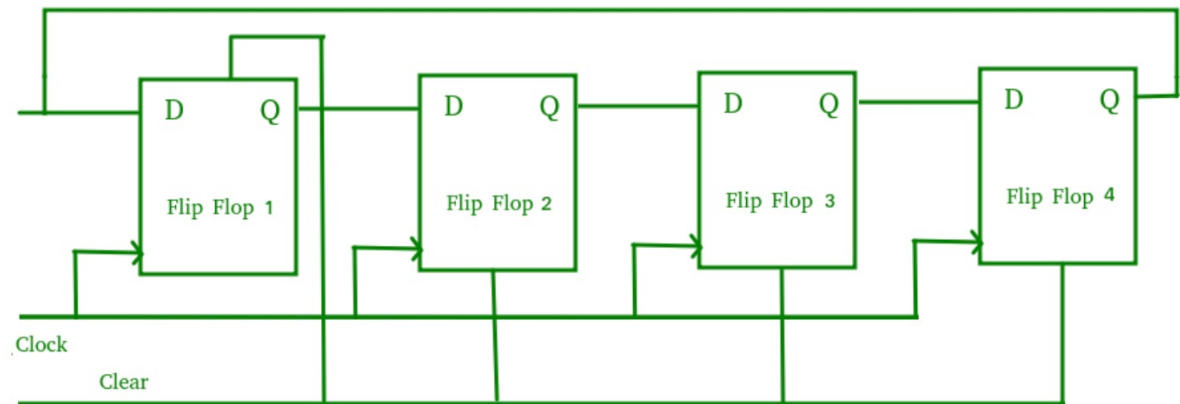 D Q D Q D Q D Q
Flip Flop 1 Flip Flop 2 Flip Flop 3 Flip Flop 4
Clock
Clear